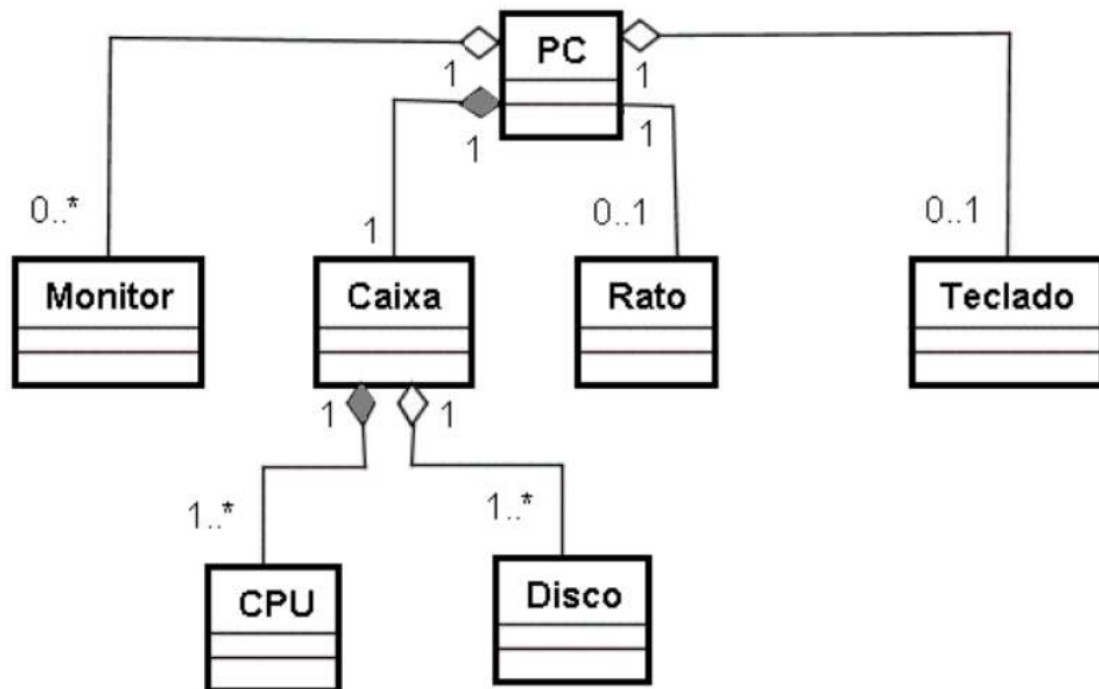 PC
1
1
1
1
0..*
1
0..1
0..1
Monitor
Caixa
Rato
Teclado
1
1
1..*
1..*
CPU
Disco